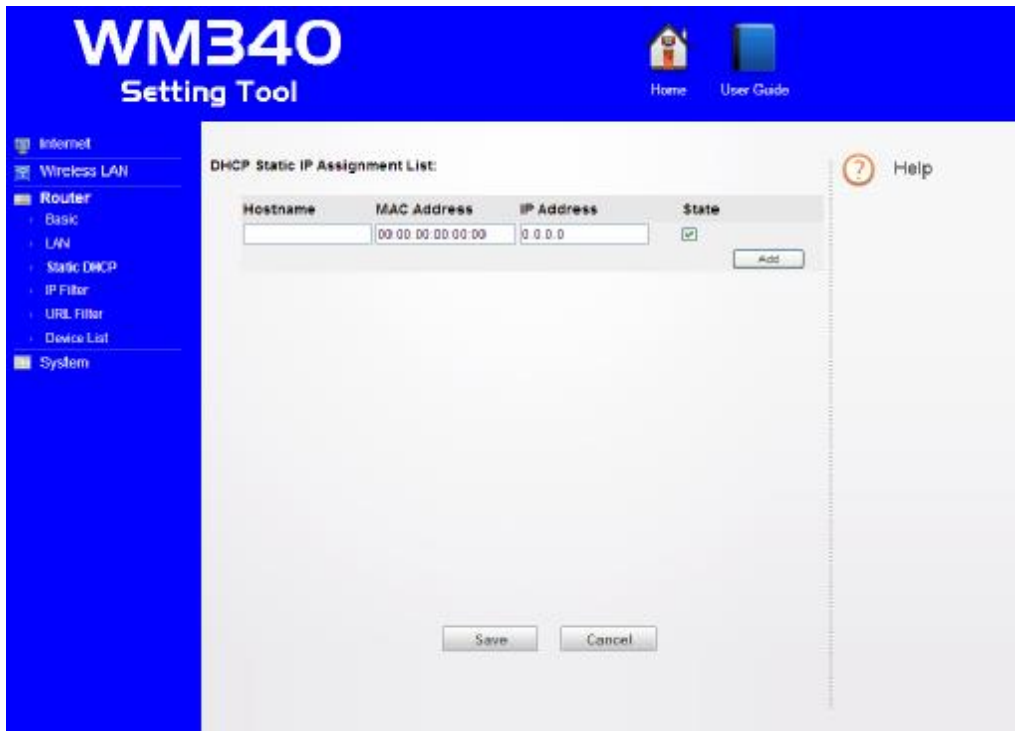 WM340
Setting Tool
Home
User Guide
Internet
Wireless LAN
Router
Basic
LAN
Static DHCP
IP Filter
URL Filter
Device List
System
DHCP Static IP Assignment List:
Hostname MAC Address IP Address State
00:00:00:00:00:00 0.0.0.0
Add
Save Cancel
? Help